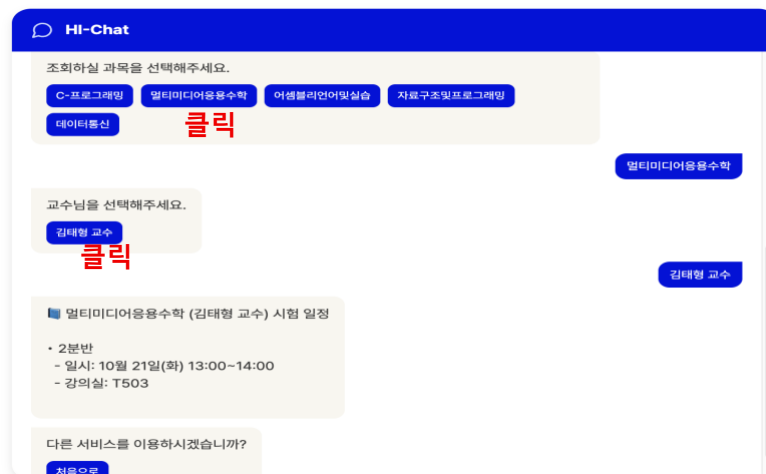 HI-Chat
조회하실 과목을 선택해주세요.
C-프로그래밍 멀티미디어응용수학 어셈블리언어및실습 자료구조및프로그래밍
데이터통신
클릭
멀티미디어응용수학
교수님을 선택해주세요.
김태형 교수
클릭
김태형 교수
멀티미디어응용수학 (김태형 교수) 시험 일정
• 2분반
- 일시: 10월 21일(화) 13:00~14:00
- 강의실: T503
다른 서비스를 이용하시겠습니까?
처음으로